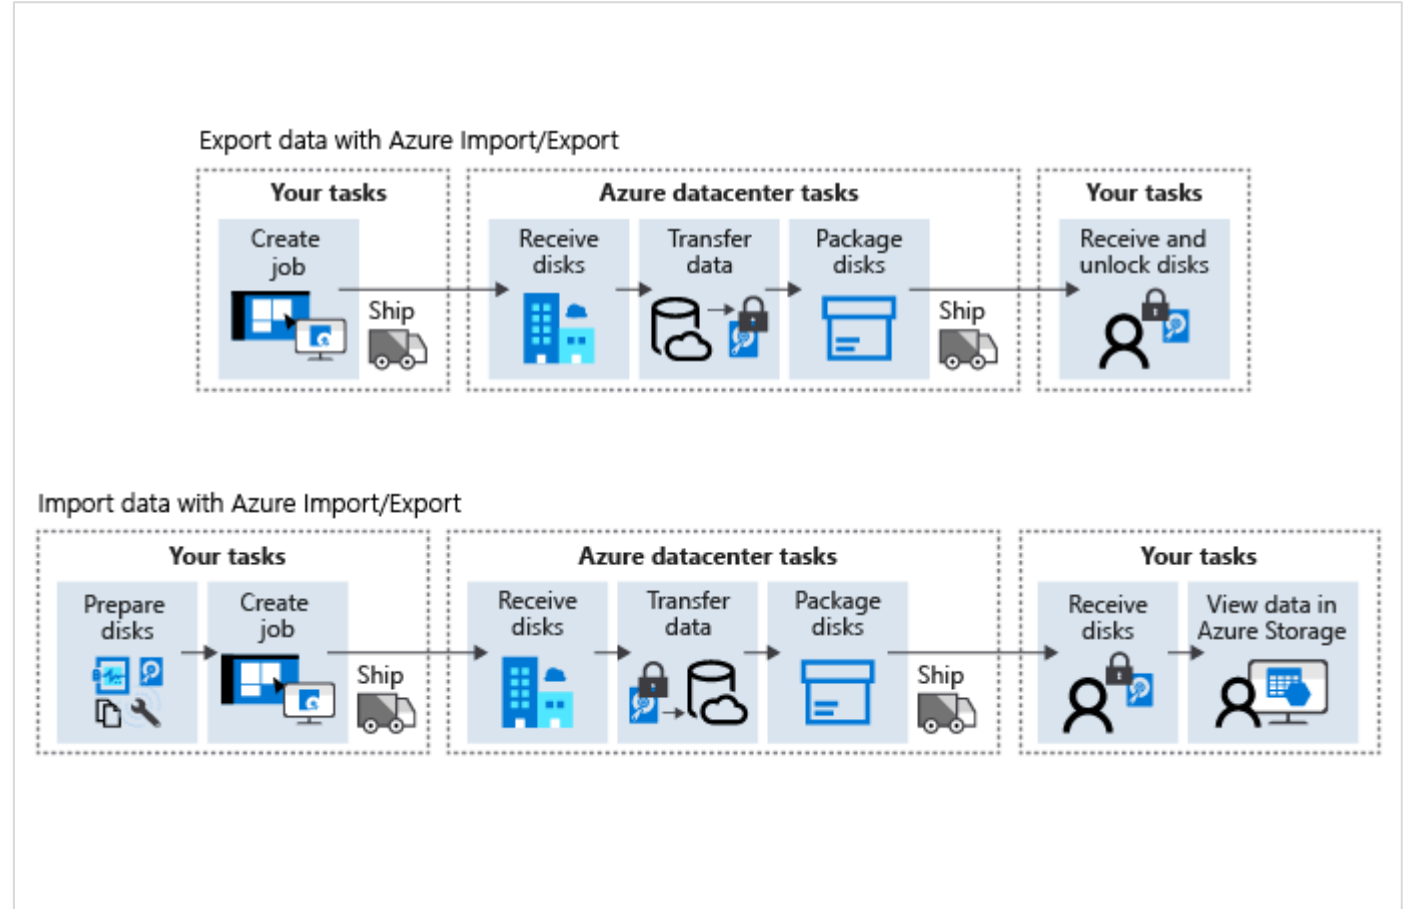 Export data with Azure Import/Export
Your tasks
Create
job
Ship
Azure datacenter tasks
Receive
disks
Transfer
data
Package
disks
Ship
Your tasks
Receive and
unlock disks
Import data with Azure Import/Export
Your tasks
Prepare
disks
Create
job
Ship
Azure datacenter tasks
Receive
disks
Transfer
data
Package
disks
Ship
Your tasks
Receive
disks
View data in
Azure Storage